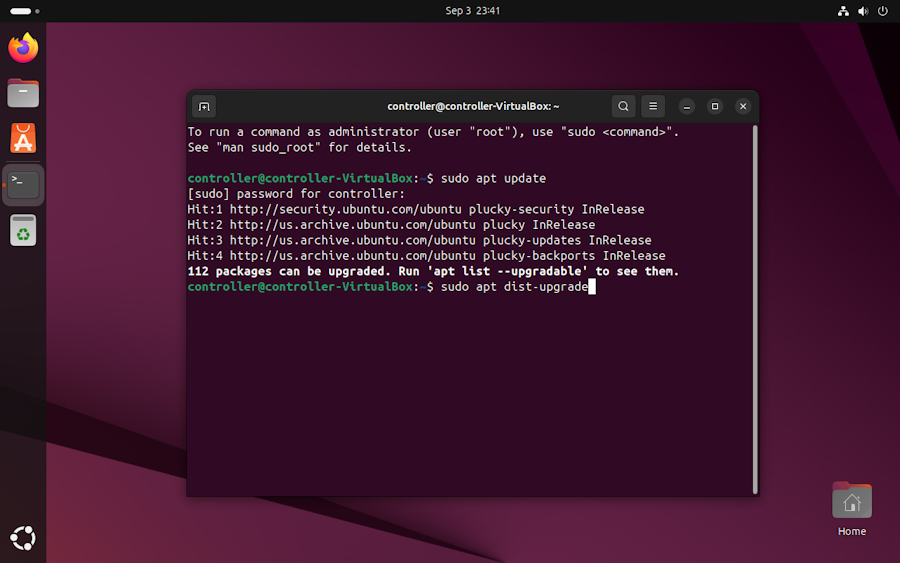 Sep 3 23:41
controller@controller-VirtualBox: ~
To run a command as administrator (user "root"), use "sudo <command>".
See "man sudo_root" for details.
controller@controller-VirtualBox:~$ sudo apt update
[sudo] password for controller:
Hit:1 http://security.ubuntu.com/ubuntu plucky-security InRelease
Hit:2 http://us.archive.ubuntu.com/ubuntu plucky InRelease
Hit:3 http://us.archive.ubuntu.com/ubuntu plucky-updates InRelease
Hit:4 http://us.archive.ubuntu.com/ubuntu plucky-backports InRelease
112 packages can be upgraded. Run 'apt list --upgradable' to see them.
controller@controller-VirtualBox:~$ sudo apt dist-upgrade
Home